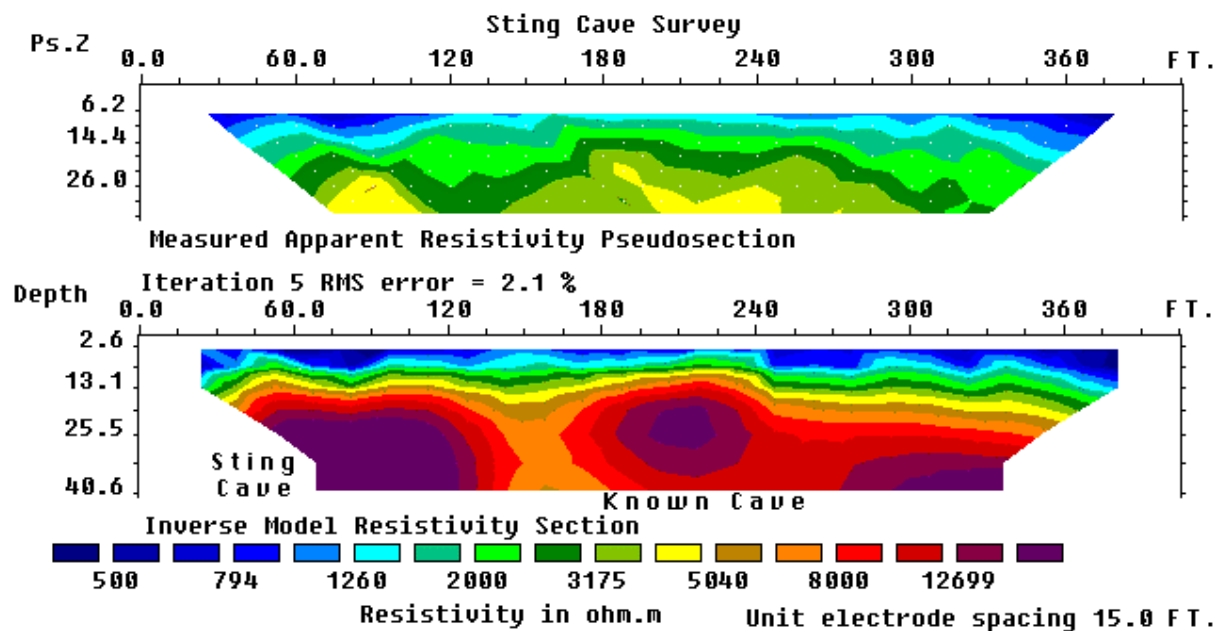 Sting Cave Survey
Ps.Z
0.0 60.0 120 180 240 300 360 FT.
6.2
14.4
26.0
Measured Apparent Resistivity Pseudosection
Iteration 5 RMS error = 2.1 %
Depth
0.0 60.0 120 180 240 300 360 FT.
2.6
13.1
25.5
40.6
Sting
Cave
Known Cave
Inverse Model Resistivity Section
500 794 1260 2000 3175 5040 8000 12699
Resistivity in ohm.m Unit electrode spacing 15.0 FT.